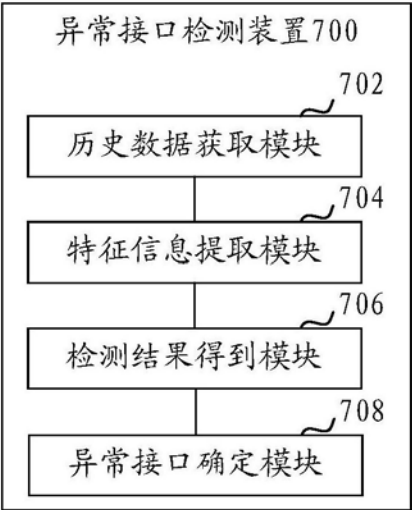 异常接口检测装置700
702
历史数据获取模块
704
特征信息提取模块
706
检测结果得到模块
708
异常接口确定模块